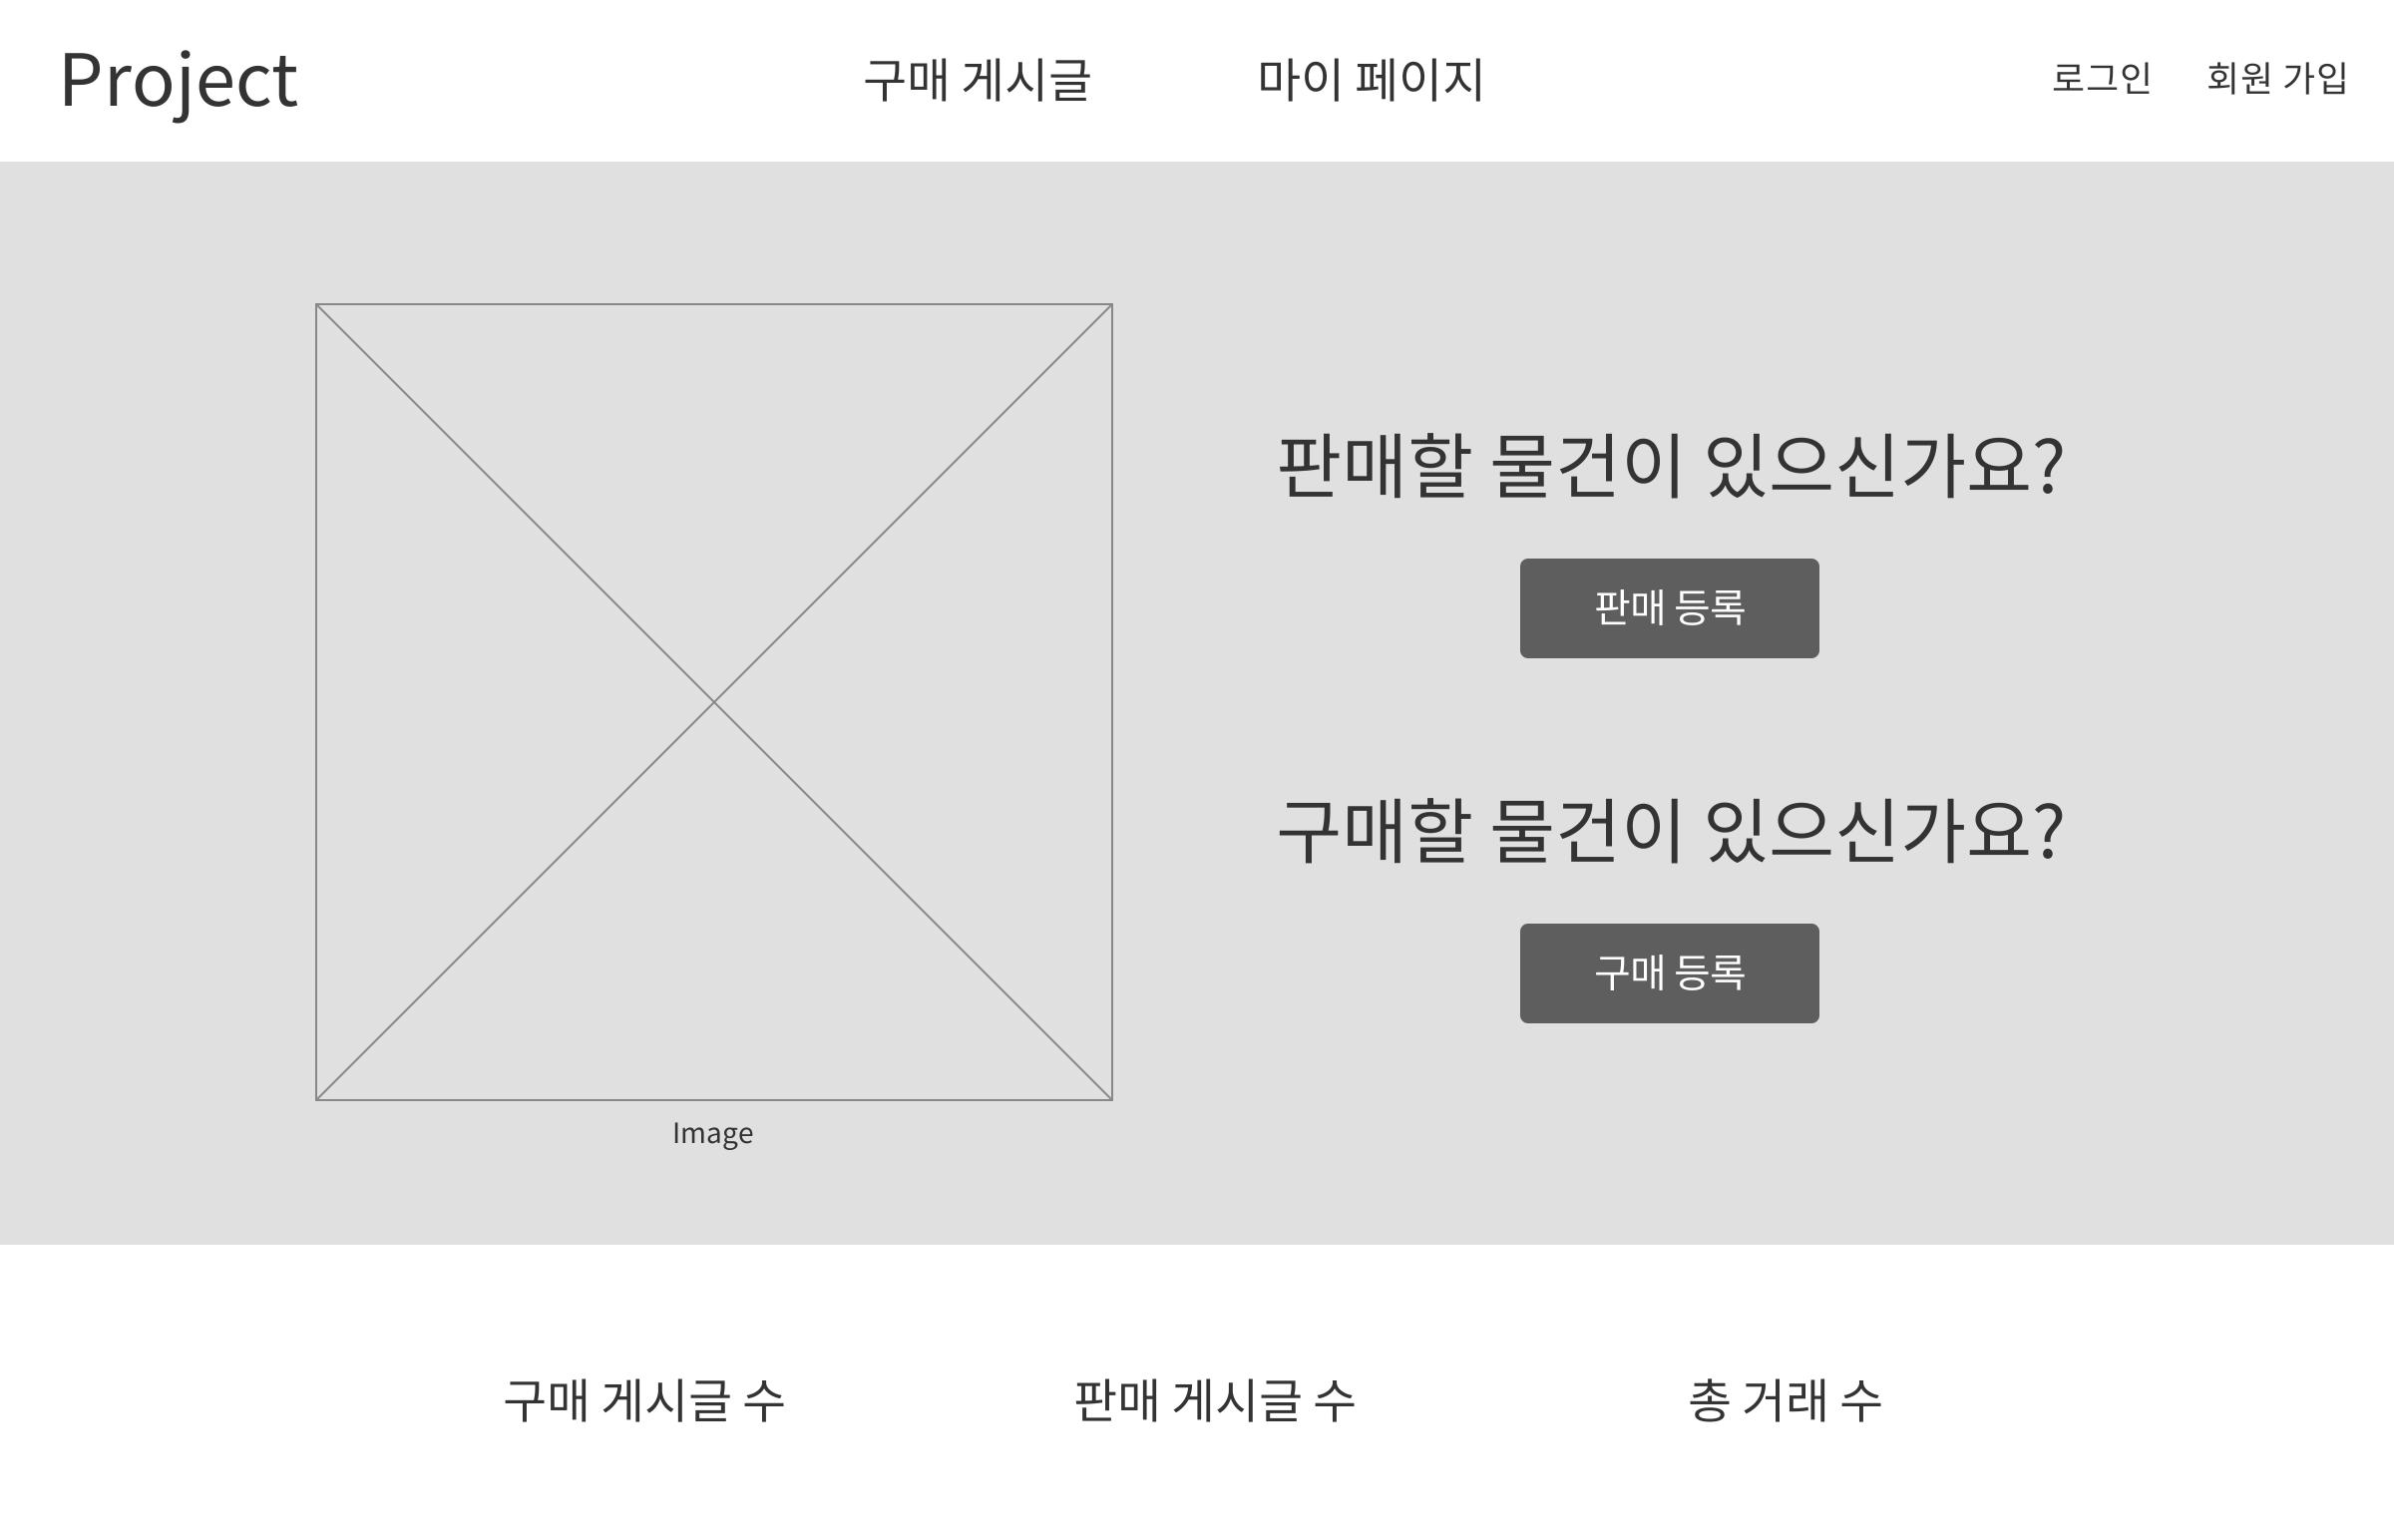 Project
구매 게시글
마이 페이지
로그인
회원 가입
판매할 물건이 있으신가요?
판매 등록
구매할 물건이 있으신가요?
구매 등록
Image
구매 게시글 수
판매 게시글 수
총 거래 수